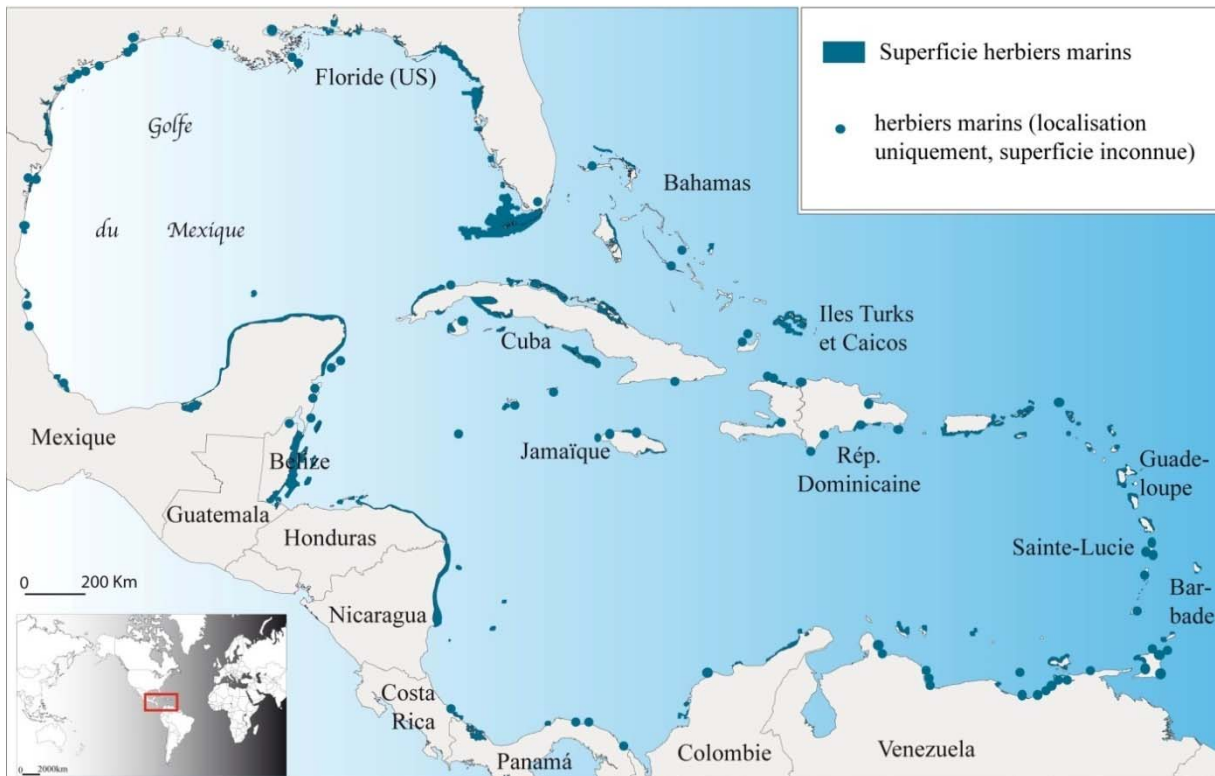 Superficie herbiers marins
herbiers marins (localisation
uniquement, superficie inconnue)
Floride (US)
Golfe
du Mexique
Bahamas
Iles Turks
et Caicos
Cuba
Mexique
Belize
Jamaïque
Rép.
Dominicaine
Guade-
loupe
Guatemala
Honduras
Sainte-Lucie
0 200 Km
Nicaragua
Bar-
bade
Costa
Rica
Panamá
Colombie
Venezuela
0 2000km